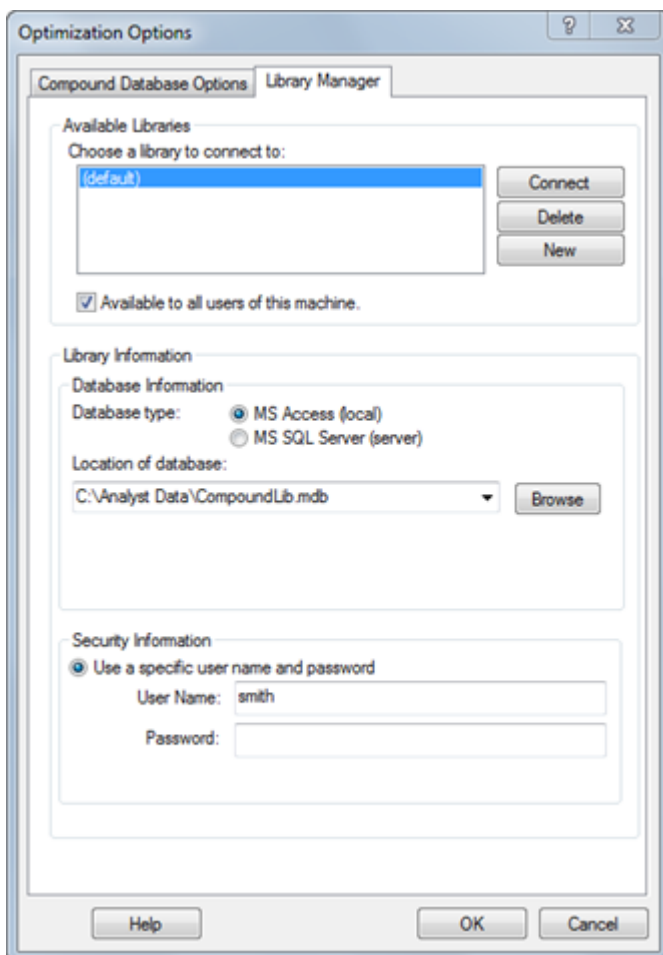 Optimization Options
?
Compound Database Options
Library Manager
Available Libraries
Choose a library to connect to:
(default)
Connect
Delete
New
Available to all users of this machine.
Library Information
Database Information
Database type:
MS Access (local)
MS SQL Server (server)
Location of database:
C:\Analyst Data\CompoundLib.mdb
Browse
Security Information
Use a specific user name and password
User Name:
smith
Password:
Help
OK
Cancel